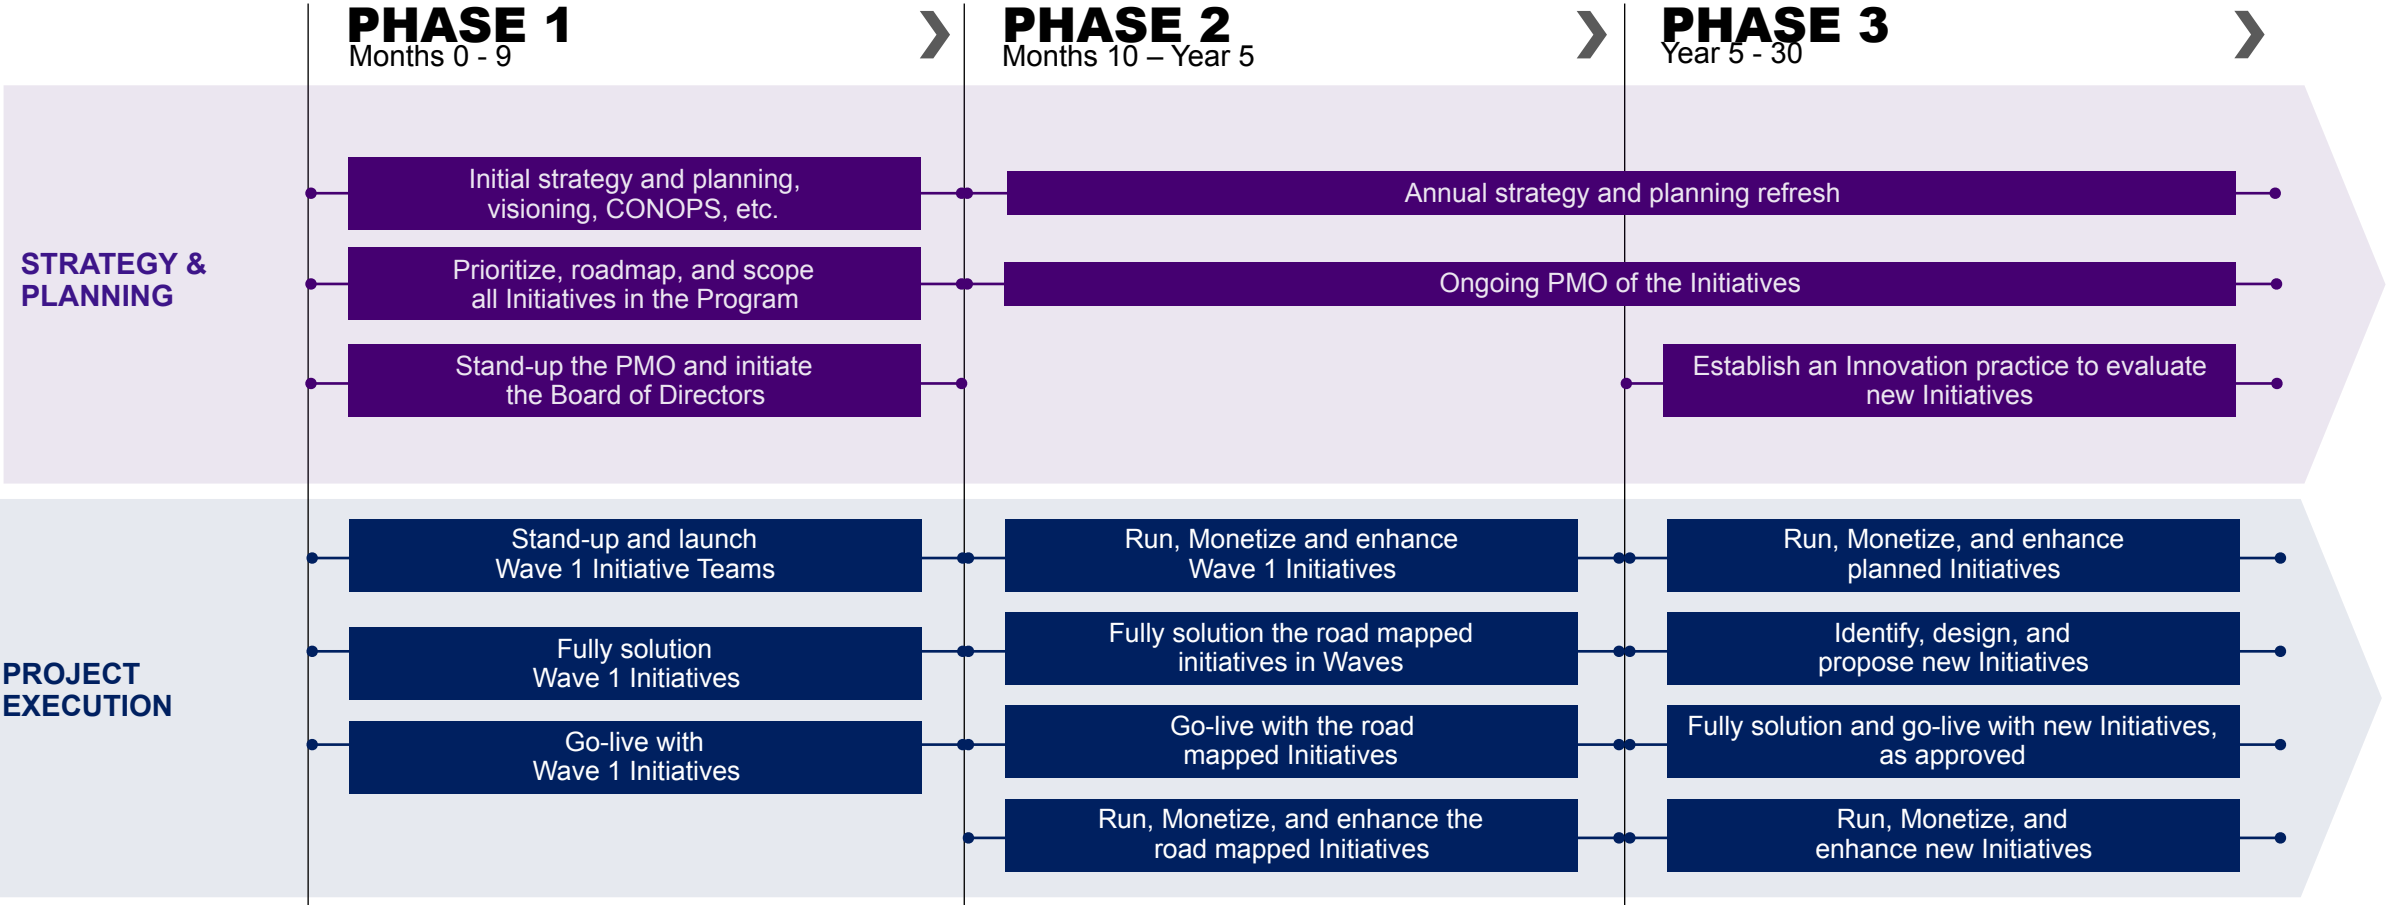 PHASE 1
Months 0 - 9
PHASE 2
Months 10 – Year 5
PHASE 3
Year 5 - 30
STRATEGY &
PLANNING
Initial strategy and planning,
visioning, CONOPS, etc.
Annual strategy and planning refresh
Prioritize, roadmap, and scope
all Initiatives in the Program
Ongoing PMO of the Initiatives
Stand-up the PMO and initiate
the Board of Directors
Establish an Innovation practice to evaluate
new Initiatives
PROJECT
EXECUTION
Stand-up and launch
Wave 1 Initiative Teams
Run, Monetize and enhance
Wave 1 Initiatives
Run, Monetize, and enhance
planned Initiatives
Fully solution
Wave 1 Initiatives
Fully solution the road mapped
initiatives in Waves
Identify, design, and
propose new Initiatives
Go-live with
Wave 1 Initiatives
Go-live with the road
mapped Initiatives
Fully solution and go-live with new Initiatives,
as approved
Run, Monetize, and enhance the
road mapped Initiatives
Run, Monetize, and
enhance new Initiatives